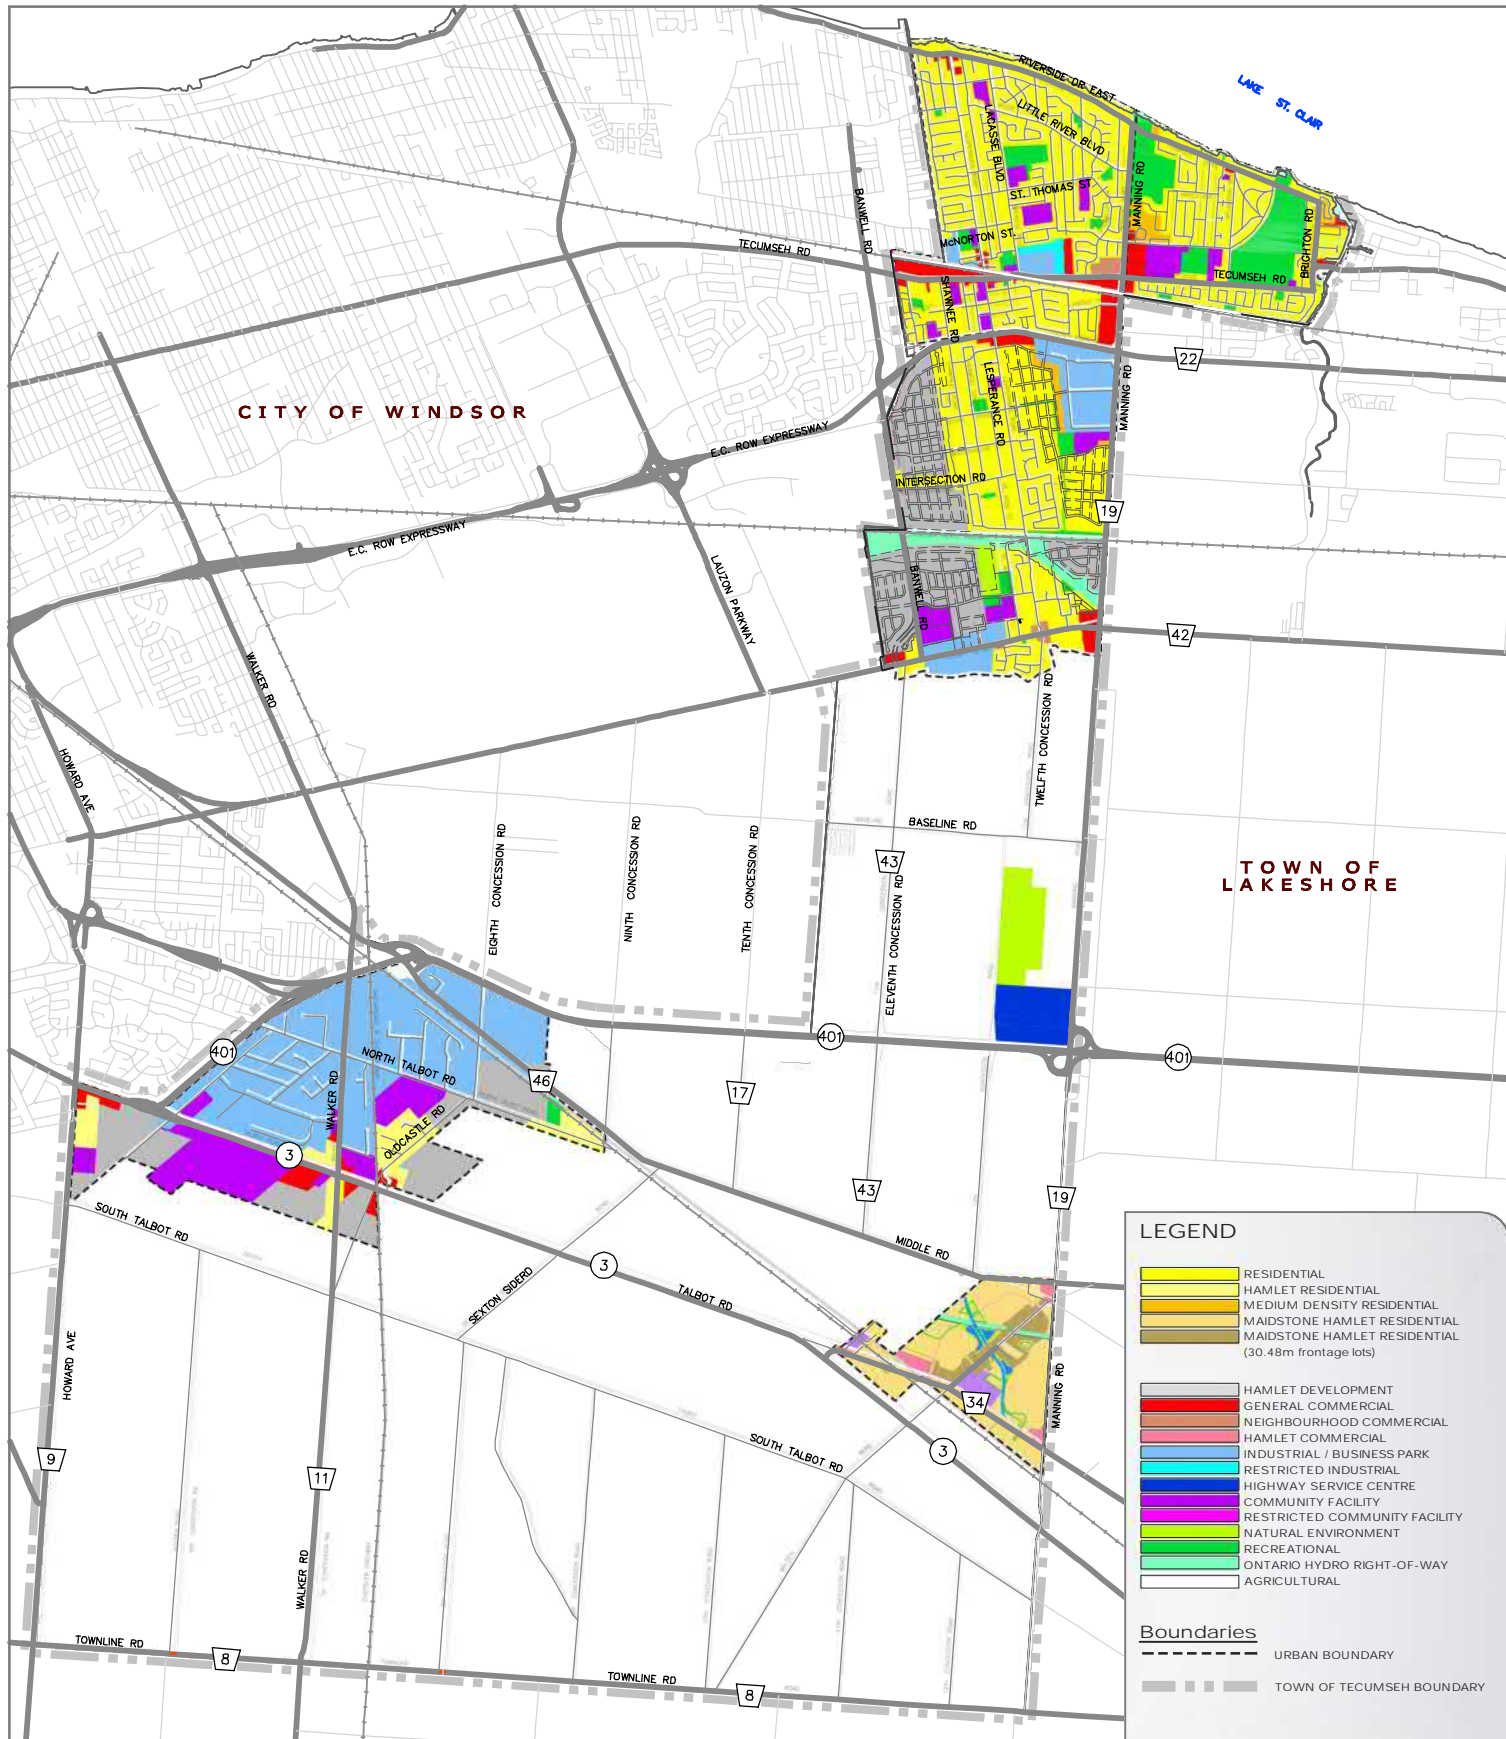 LAKE ST. CLAIR
RIVERSIDE DR EAST
LITTLE RIVER BLVD
LACASSE BLVD
ST. THOMAS ST.
MANNING RD
BRIGHTON RD
BANWELL RD
McNORTON ST.
TECUMSEH RD
TECUMSEH RD
SHAWNEE RD
22
LESPERANCE RD
MANNING RD
CITY OF WINDSOR
E.C. ROW EXPRESSWAY
INTERSECTION RD
19
E.C. ROW EXPRESSWAY
LAUZON PARKWAY
BANWELL RD
42
WALKER RD
TWELFTH CONCESSION RD
HOWARD AVE
BASELINE RD
EIGHTH CONCESSION RD
NINTH CONCESSION RD
TENTH CONCESSION RD
43
ELEVENTH CONCESSION RD
TOWN OF
LAKESHORE
401
401
401
NORTH TALBOT RD
46
17
WALKER RD
OLDCASTLE RD
3
43
19
SOUTH TALBOT RD
MIDDLE RD
3
SEXTON SIDERD
TALBOT RD
HOWARD AVE
MANNING RD
34
SOUTH TALBOT RD
3
9
11
WALKER RD
TOWNLINE RD
8
TOWNLINE RD
8
LEGEND
RESIDENTIAL
HAMLET RESIDENTIAL
MEDIUM DENSITY RESIDENTIAL
MAIDSTONE HAMLET RESIDENTIAL
MAIDSTONE HAMLET RESIDENTIAL
(30.48m frontage lots)
HAMLET DEVELOPMENT
GENERAL COMMERCIAL
NEIGHBOURHOOD COMMERCIAL
HAMLET COMMERCIAL
INDUSTRIAL / BUSINESS PARK
RESTRICTED INDUSTRIAL
HIGHWAY SERVICE CENTRE
COMMUNITY FACILITY
RESTRICTED COMMUNITY FACILITY
NATURAL ENVIRONMENT
RECREATIONAL
ONTARIO HYDRO RIGHT-OF-WAY
AGRICULTURAL
Boundaries
URBAN BOUNDARY
TOWN OF TECUMSEH BOUNDARY